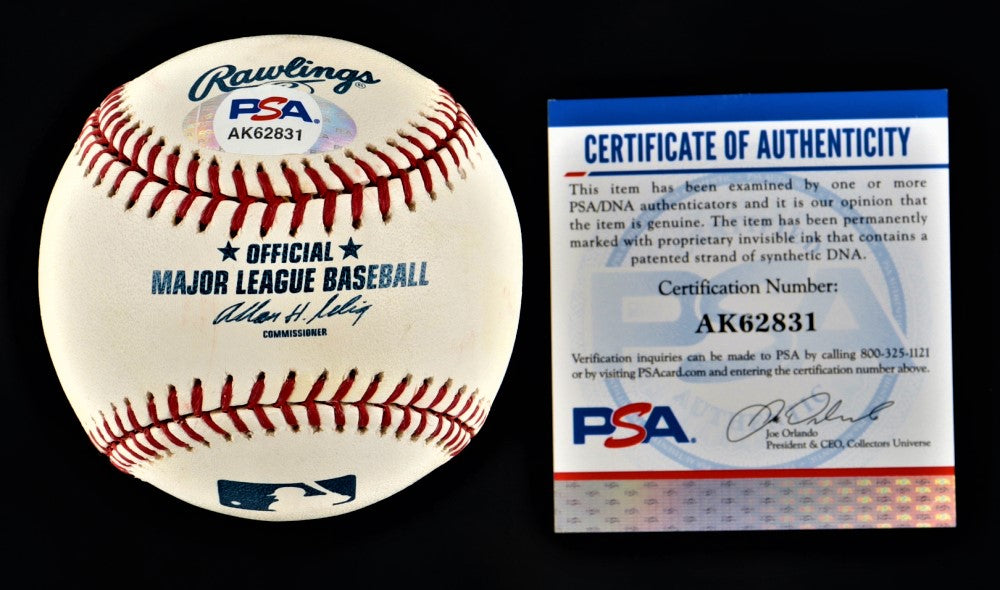 Rawlings®
PSA.
AK62831
★ OFFICIAL ★
MAJOR LEAGUE BASEBALL
Allan H. Selig
COMMISSIONER
CERTIFICATE OF AUTHENTICITY
This item has been examined by one or more
PSA/DNA authenticators and it is our opinion that
the item is genuine. The item has been permanently
marked with proprietary invisible ink that contains a
patented strand of synthetic DNA.
Certification Number:
AK62831
Verification inquiries can be made to PSA by calling 800-325-1121
or by visiting PSAcard.com and entering the certification number above.
PSA.
Joe Orlando
President & CEO, Collectors Universe